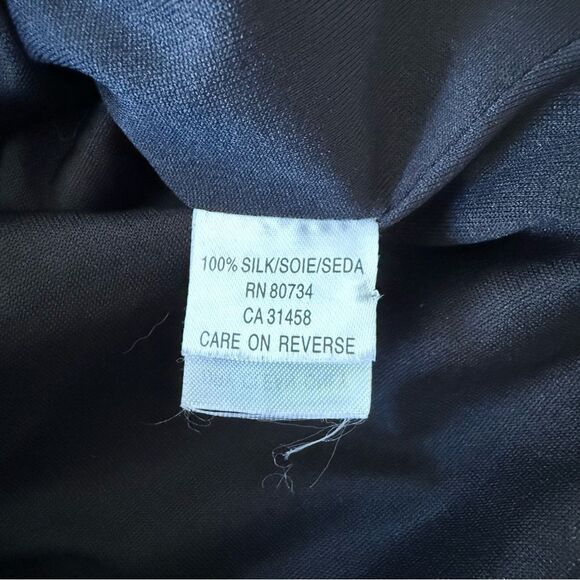 100% SILK/SOIE/SEDA
RN 80734
CA 31458
CARE ON REVERSE